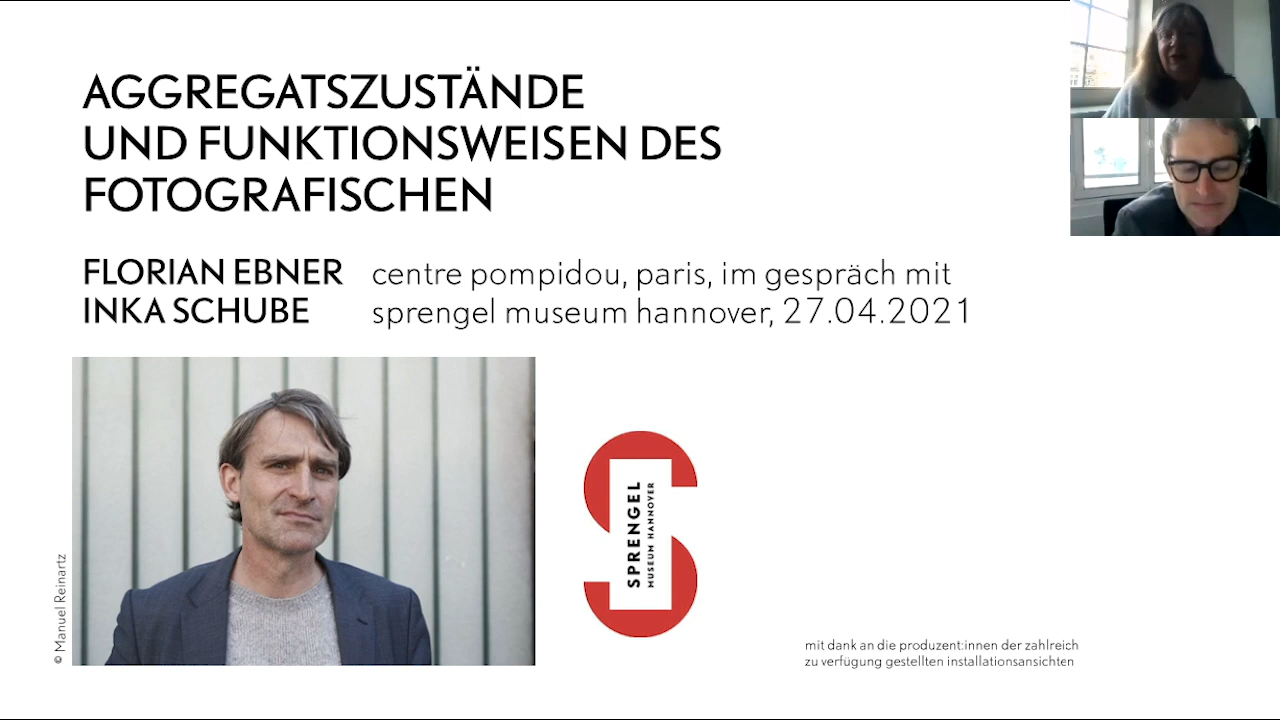 AGGREGATSZUSTÄNDE
UND FUNKTIONSWEISEN DES
FOTOGRAFISCHEN
FLORIAN EBNER centre pompidou, paris, im gespräch mit
INKA SCHUBE sprengel museum hannover, 27.04.2021
© Manuel Reinartz
SPRENGEL
MUSEUM HANNOVER
mit dank an die produzent:innen der zahlreich
zu verfügung gestellten installationsansichten